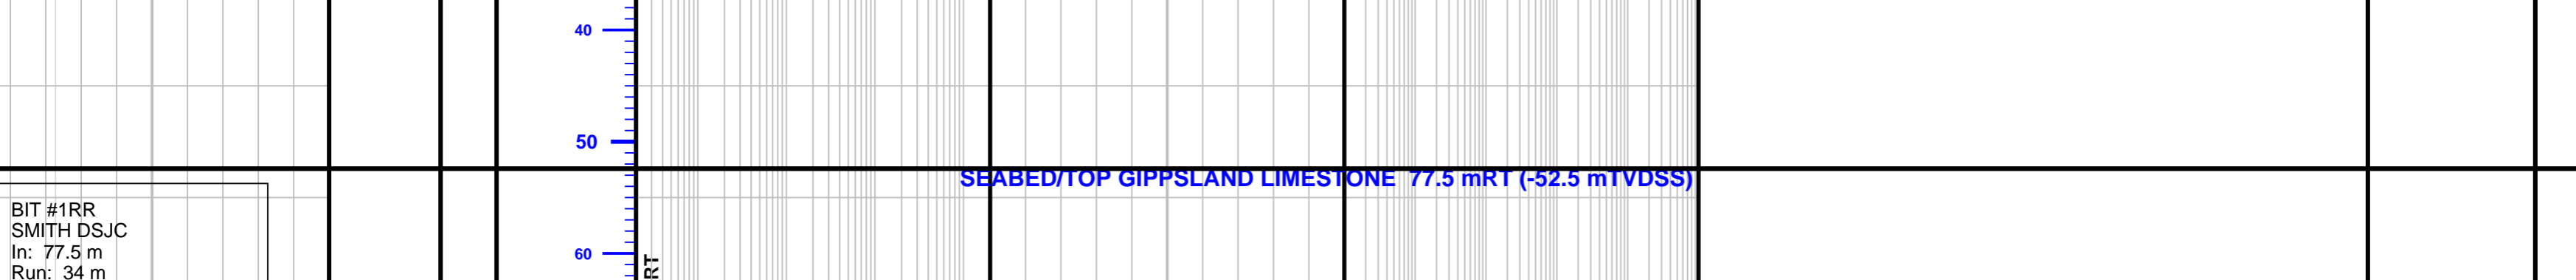 40
50
SEABED/TOP GIPPSLAND LIMESTONE 77.5 mRT (-52.5 mTVDSS)
BIT #1RR
SMITH DSJC
In: 77.5 m
Run: 34 m
60
RT